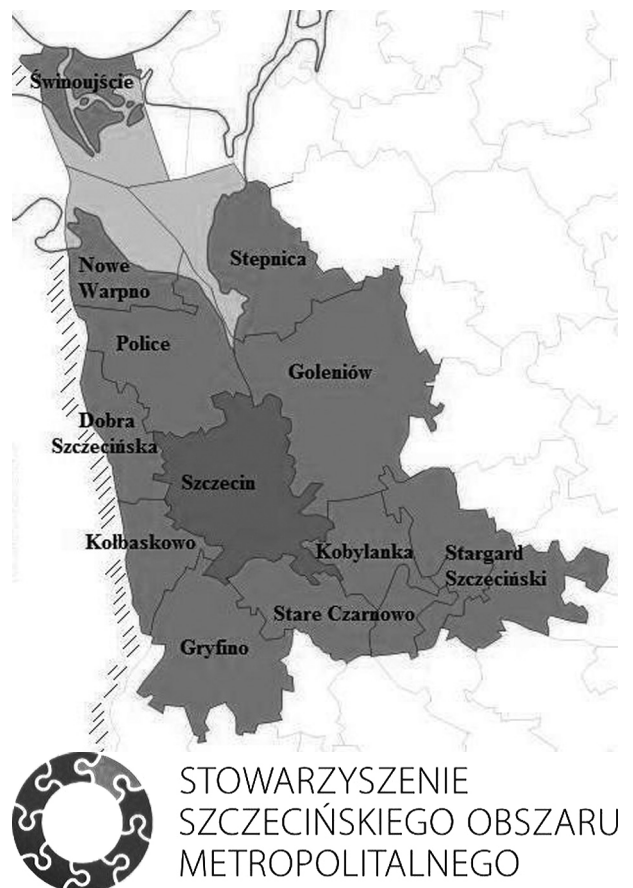 Świnoujście
Stepnica
Nowe
Warpno
Police
Goleniów
Dobra
Szczecińska
Szczecin
Kołbaskowo
Kobylanka
Stargard
Szczeciński
Stare Czarnowo
Gryfino
STOWARZYSZENIE
SZCZECIŃSKIEGO OBSZARU
METROPOLITALNEGO